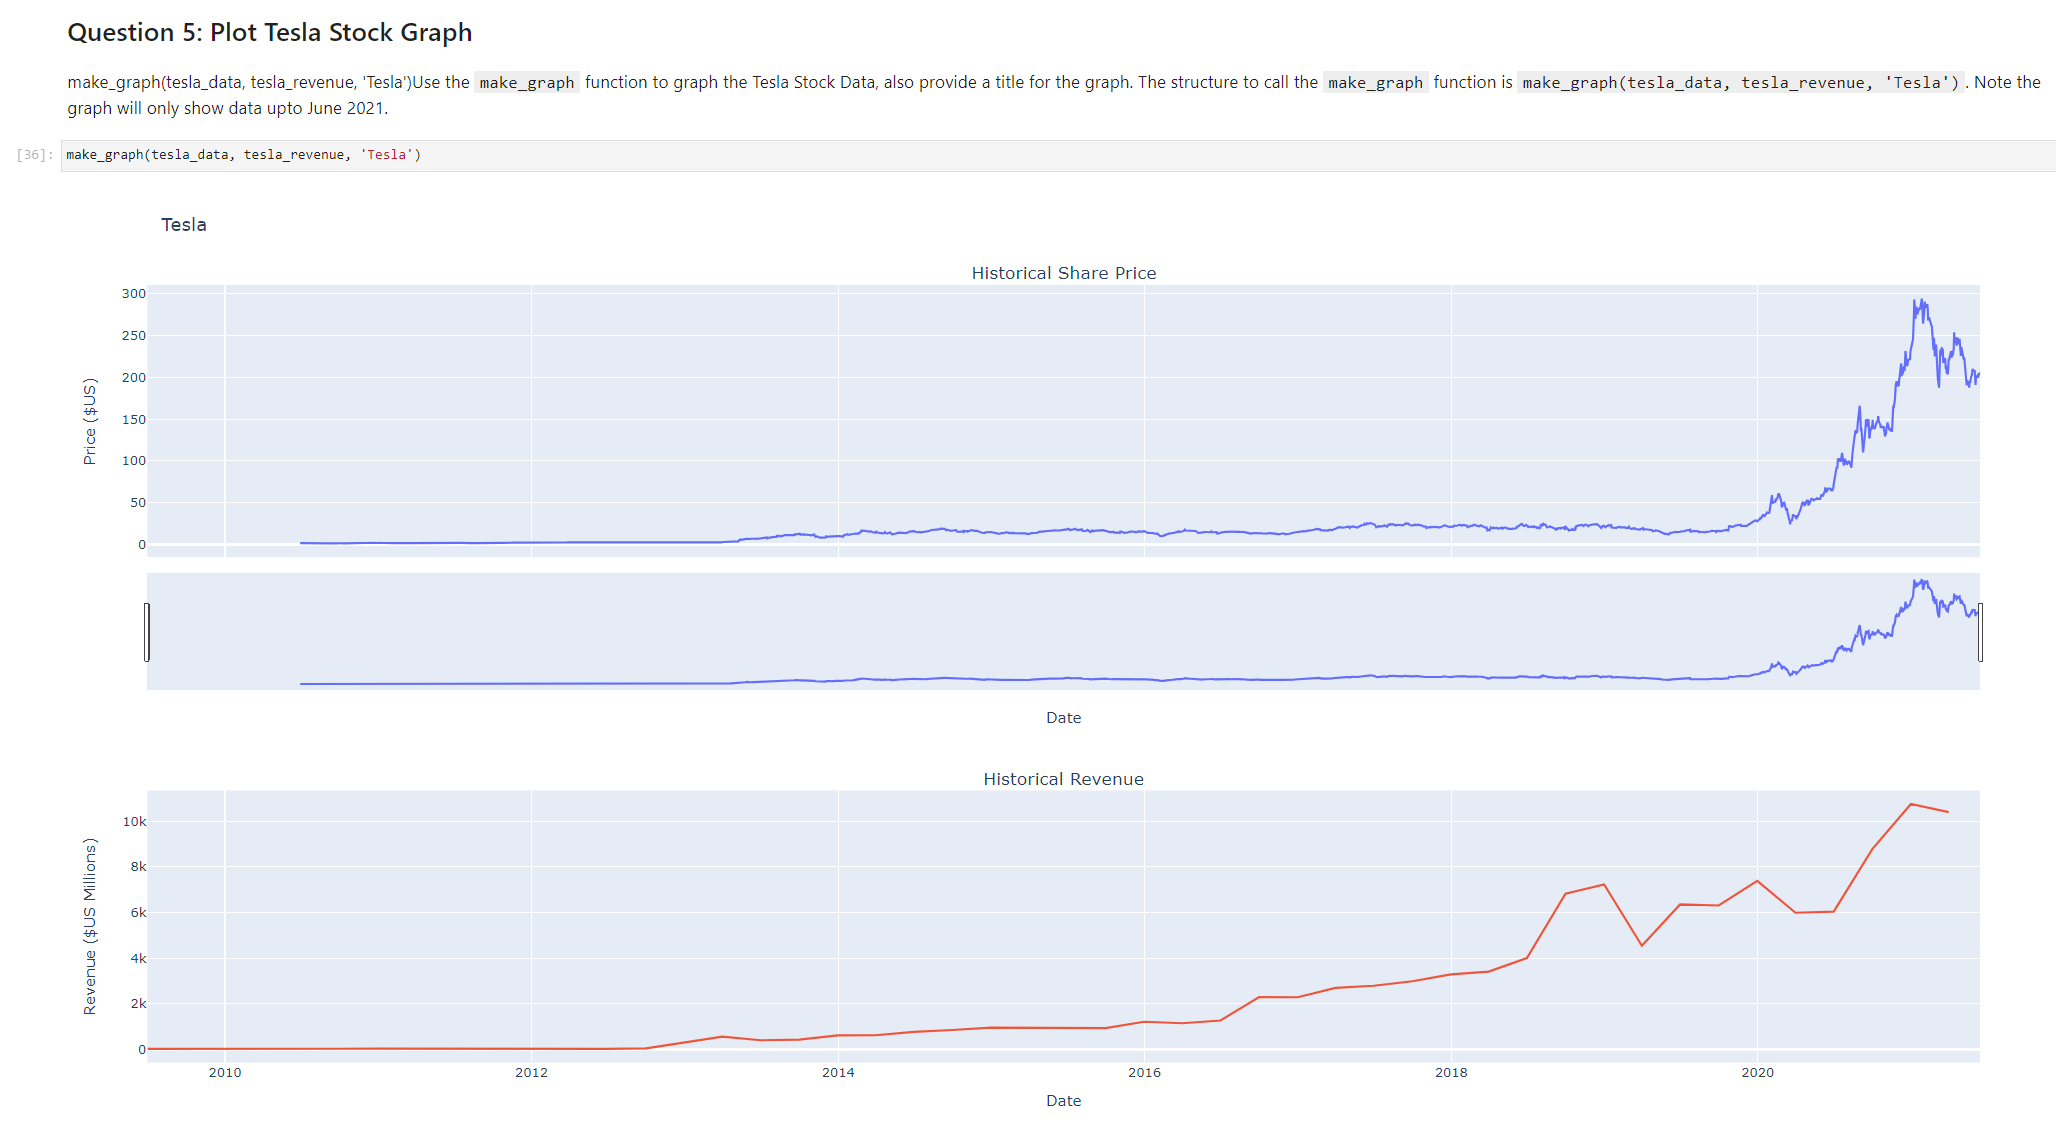 Question 5: Plot Tesla Stock Graph
make_graph(tesla_data, tesla_revenue, 'Tesla')Use the make_graph function to graph the Tesla Stock Data, also provide a title for the graph. The structure to call the make_graph function is make_graph(tesla_data, tesla_revenue, 'Tesla'). Note the
graph will only show data upto June 2021.
[36]: make_graph(tesla_data, tesla_revenue, 'Tesla')
Tesla
Historical Share Price
Price ($US)
300
250
200
150
100
50
0
Date
Historical Revenue
Revenue ($US Millions)
10k
8k
6k
4k
2k
0
2010 2012 2014 2016 2018 2020
Date